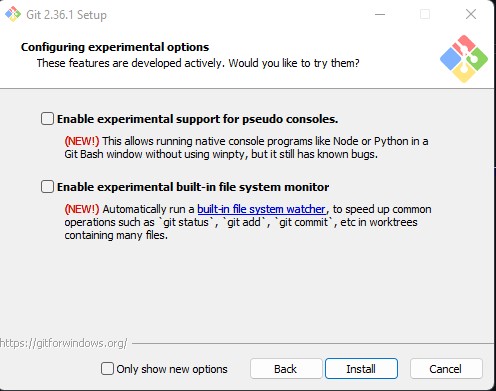 Git 2.36.1 Setup
Configuring experimental options
These features are developed actively. Would you like to try them?
Enable experimental support for pseudo consoles.
(NEW!) This allows running native console programs like Node or Python in a
Git Bash window without using winpty, but it still has known bugs.
Enable experimental built-in file system monitor
(NEW!) Automatically run a built-in file system watcher, to speed up common
operations such as `git status`, `git add`, `git commit`, etc in worktrees
containing many files.
https://gitforwindows.org/
Only show new options
Back
Install
Cancel